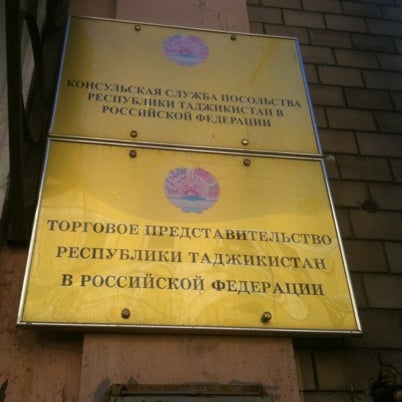 КОНСУЛЬСКАЯ СЛУЖБА ПОСОЛЬСТВА
РЕСПУБЛИКИ ТАДЖИКИСТАН В
РОССИЙСКОЙ ФЕДЕРАЦИИ
ТОРГОВОЕ ПРЕДСТАВИТЕЛЬСТВО
РЕСПУБЛИКИ ТАДЖИКИСТАН
В РОССИЙСКОЙ ФЕДЕРАЦИИ